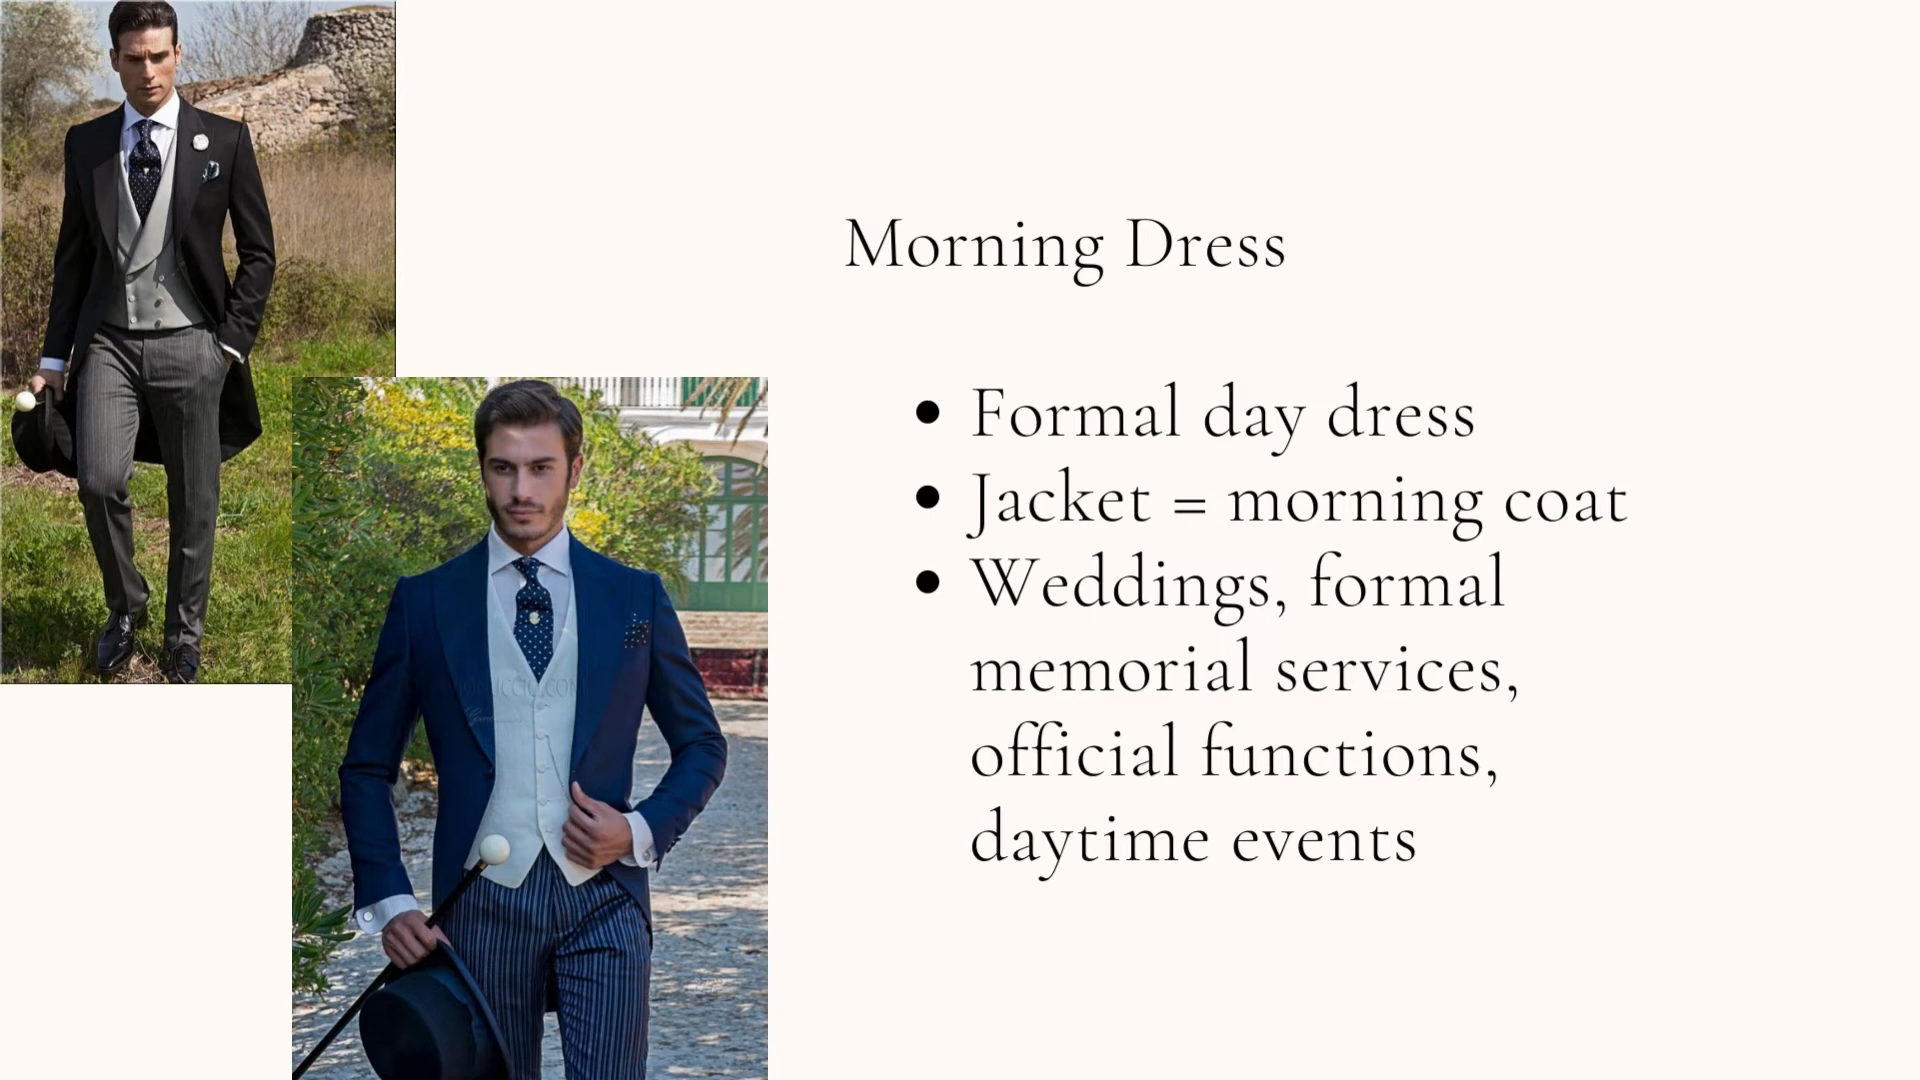 Morning Dress
• Formal day dress
• Jacket = morning coat
• Weddings, formal
memorial services,
official functions,
daytime events